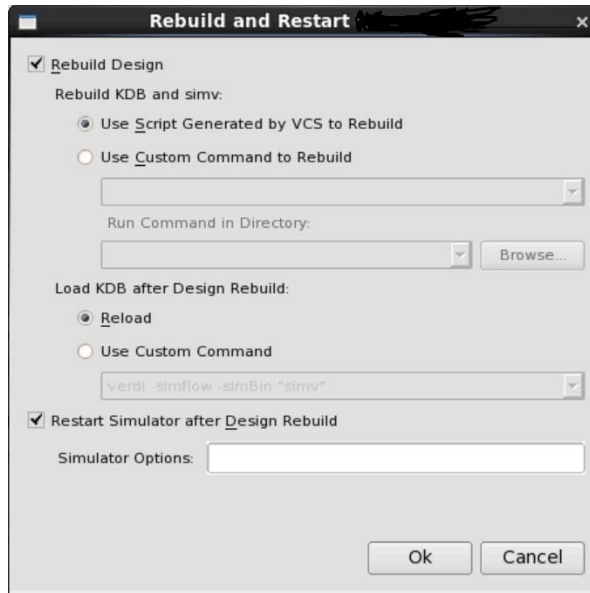 Rebuild and Restart
Rebuild Design
Rebuild KDB and simv:
Use Script Generated by VCS to Rebuild
Use Custom Command to Rebuild
Run Command in Directory:
Browse...
Load KDB after Design Rebuild:
Reload
Use Custom Command
verdi -simflow -simBin "simv"
Restart Simulator after Design Rebuild
Simulator Options:
Ok Cancel